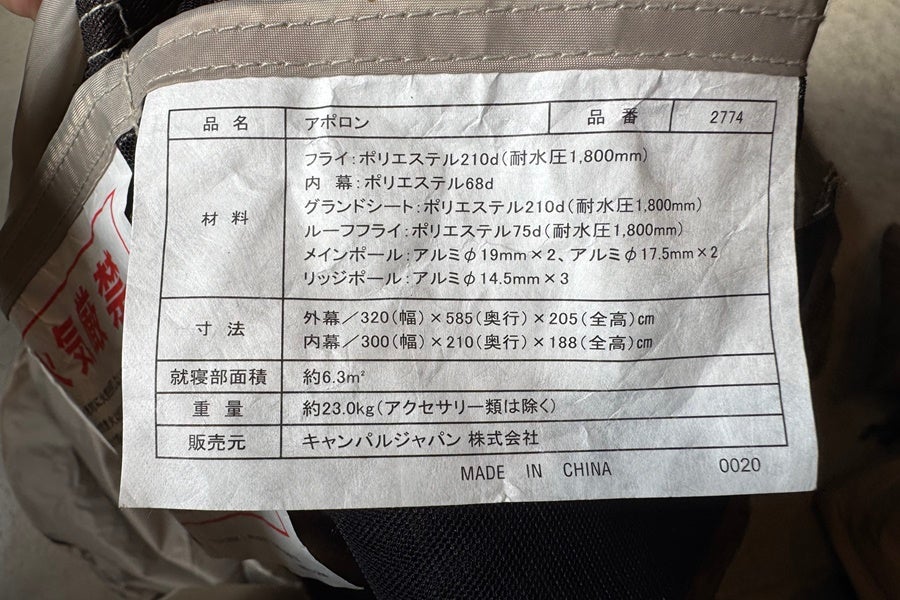 品名 アポロン 品番 2774
材料
フライ：ポリエステル210d（耐水圧1,800mm）
内 幕：ポリエステル68d
グランドシート：ポリエステル210d（耐水圧1,800mm）
ルーフフライ：ポリエステル75d（耐水圧1,800mm）
メインポール：アルミφ19mm×2、アルミφ17.5mm×2
リッジポール：アルミφ14.5mm×3
寸法
外幕／320（幅）×585（奥行）×205（全高）cm
内幕／300（幅）×210（奥行）×188（全高）cm
就寝部面積 約6.3m²
重量 約23.0kg（アクセサリー類は除く）
販売元 キャンパルジャパン 株式会社
MADE IN CHINA 0020
火気厳禁